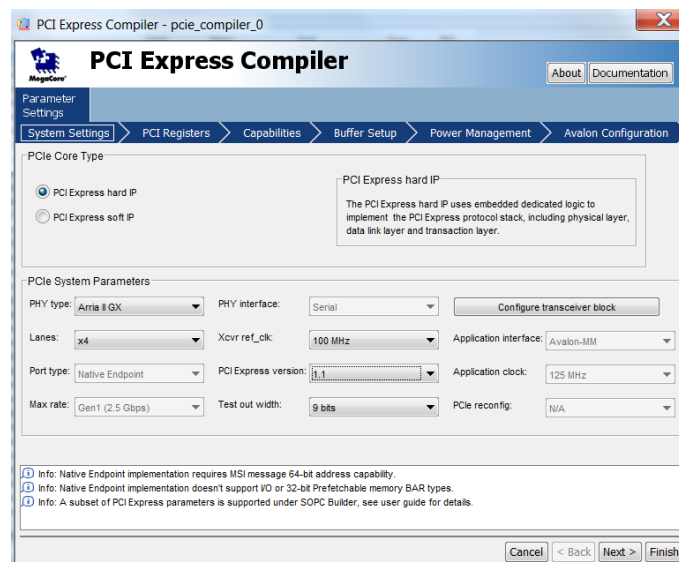 PCI Express Compiler - pcie_compiler_0
X
MegaCore®
PCI Express Compiler
About Documentation
Parameter
Settings
System Settings PCI Registers Capabilities Buffer Setup Power Management Avalon Configuration
PCIe Core Type
PCI Express hard IP
PCI Express soft IP
PCI Express hard IP
The PCI Express hard IP uses embedded dedicated logic to
implement the PCI Express protocol stack, including physical layer,
data link layer and transaction layer.
PCIe System Parameters
PHY type: Arria II GX PHY interface: Serial Configure transceiver block
Lanes: x4 Xcvr ref_clk: 100 MHz Application interface: Avalon-MM
Port type: Native Endpoint PCI Express version: 1.1 Application clock: 125 MHz
Max rate: Gen1 (2.5 Gbps) Test out width: 9 bits PCIe reconfig: N/A
Info: Native Endpoint implementation requires MSI message 64-bit address capability.
Info: Native Endpoint implementation doesn't support I/O or 32-bit Prefetchable memory BAR types.
Info: A subset of PCI Express parameters is supported under SOPC Builder, see user guide for details.
Cancel < Back Next > Finish